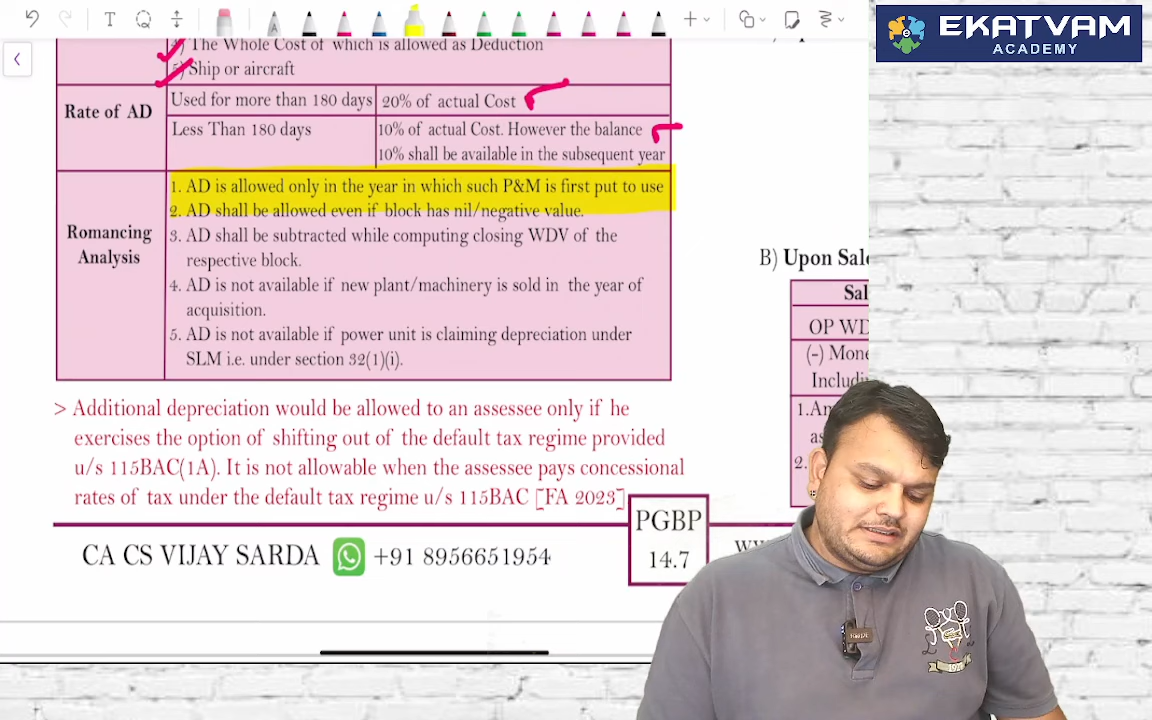 EKATVAM
ACADEMY
The Whole Cost of which is allowed as Deduction
5) Ship or aircraft
Rate of AD
Used for more than 180 days
20% of actual Cost
Less Than 180 days
10% of actual Cost. However the balance
10% shall be available in the subsequent year
Romancing
Analysis
1. AD is allowed only in the year in which such P&M is first put to use
2. AD shall be allowed even if block has nil/negative value.
3. AD shall be subtracted while computing closing WDV of the
respective block.
4. AD is not available if new plant/machinery is sold in the year of
acquisition.
5. AD is not available if power unit is claiming depreciation under
SLM i.e. under section 32(1)(i).
> Additional depreciation would be allowed to an assessee only if he
exercises the option of shifting out of the default tax regime provided
u/s 115BAC(1A). It is not allowable when the assessee pays concessional
rates of tax under the default tax regime u/s 115BAC [FA 2023]
PGBP
14.7
CA CS VIJAY SARDA +91 8956651954
B) Upon Sal
Sal
OP WD
(-) Mone
Includi
1.An
as
2.